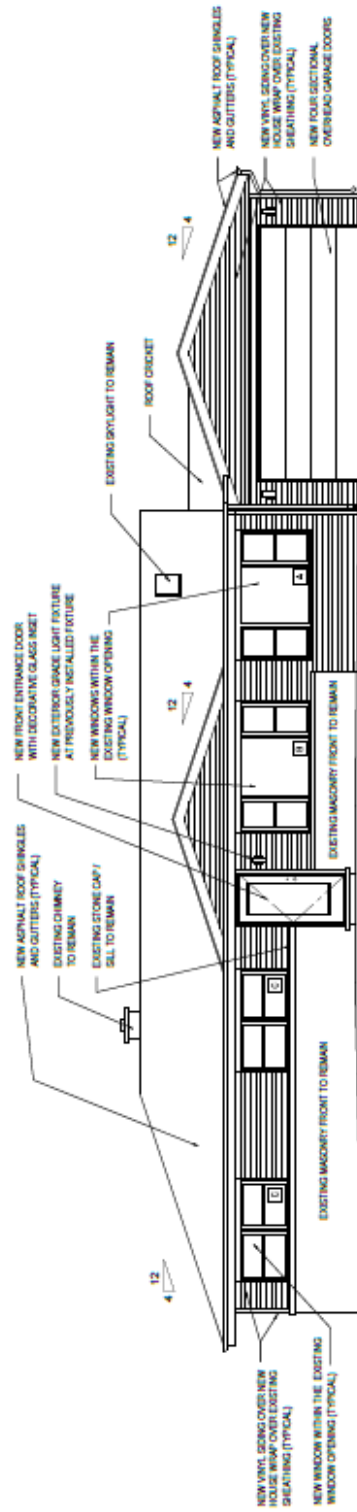 NEW ASPHALT ROOF SHINGLES
AND GUTTERS (TYPICAL)
EXISTING CHIMNEY
TO REMAIN
EXISTING STONE CAP /
SILL TO REMAIN
NEW FRONT ENTRANCE DOOR
WITH DECORATIVE GLASS INSET
NEW EXTERIOR GRADE LIGHT FIXTURE
AT PREVIOUSLY INSTALLED FIXTURE
NEW WINDOWS WITHIN THE
EXISTING WINDOW OPENING
(TYPICAL)
EXISTING SKYLIGHT TO REMAIN
ROOF CRICKET
NEW ASPHALT ROOF SHINGLES
AND GUTTERS (TYPICAL)
NEW VINYL SIDING OVER NEW
HOUSE WRAP OVER EXISTING
SHEATHING (TYPICAL)
NEW FOUR SECTIONAL
OVERHEAD GARAGE DOORS
12
4
12
4
12
4
C
C
B
A
EXISTING MASONRY FRONT TO REMAIN
EXISTING MASONRY FRONT TO REMAIN
NEW VINYL SIDING OVER NEW
HOUSE WRAP OVER EXISTING
SHEATHING (TYPICAL)
NEW WINDOW WITHIN THE EXISTING
WINDOW OPENING (TYPICAL)